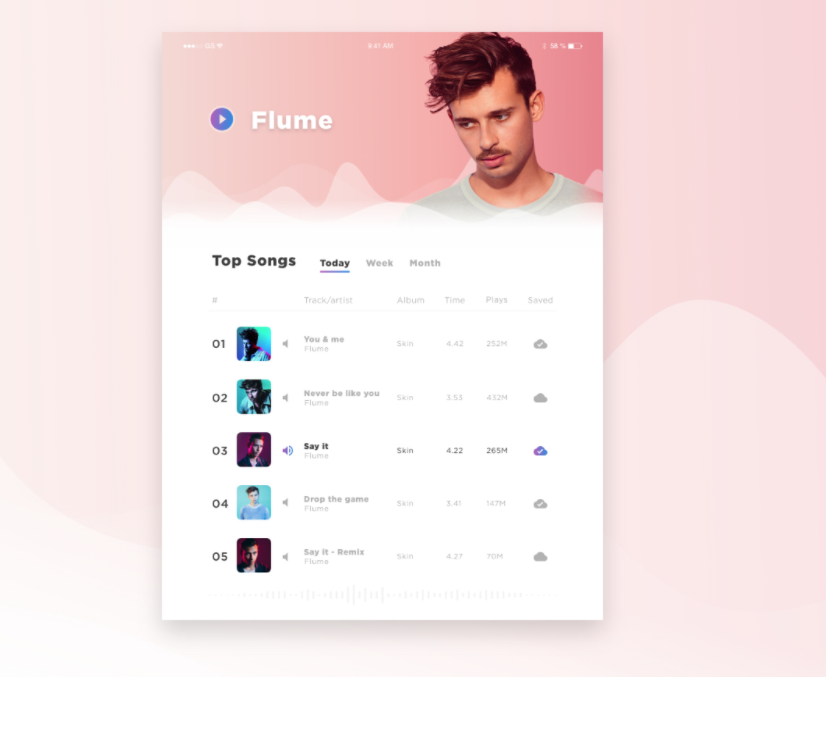 9:41 AM
58 %
Flume
Top Songs Today Week Month
# Track/artist Album Time Plays Saved
01 You & me Skin 4.42 252M
Flume
02 Never be like you Skin 3.53 432M
Flume
03 Say it Skin 4.22 265M
Flume
04 Drop the game Skin 3.41 147M
Flume
05 Say it - Remix Skin 4.27 70M
Flume